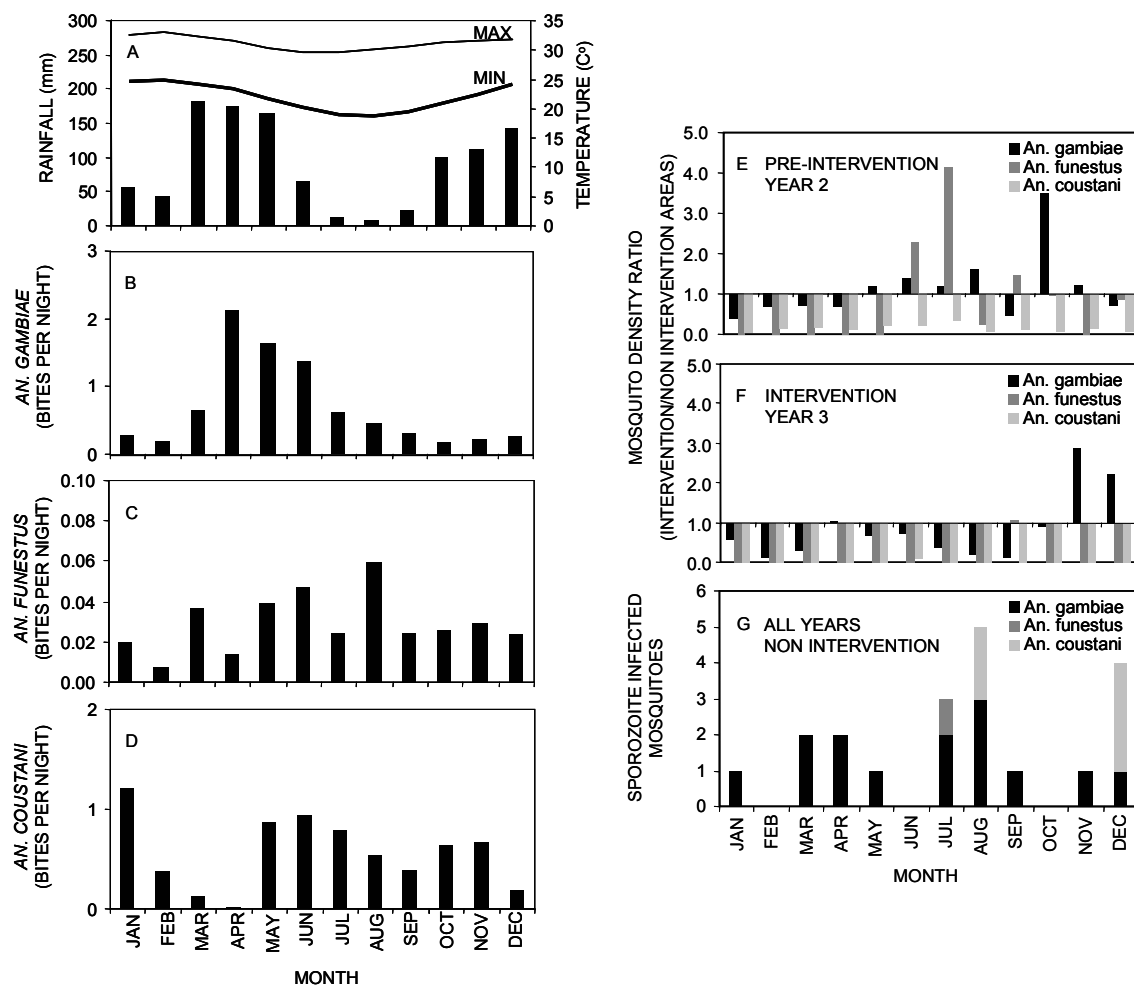 A
MAX
MIN
RAINFALL (mm)
300
250
200
150
100
50
0
TEMPERATURE (Cº)
35
30
25
20
15
10
5
0
B
AN. GAMBIAE
(BITES PER NIGHT)
3
2
1
0
C
AN. FUNESTUS
(BITES PER NIGHT)
0.10
0.08
0.06
0.04
0.02
0.00
D
AN. COUSTANI
(BITES PER NIGHT)
2
1
0
JAN
FEB
MAR
APR
MAY
JUN
JUL
AUG
SEP
OCT
NOV
DEC
MONTH
MOSQUITO DENSITY RATIO
(INTERVENTION/NON INTERVENTION AREAS)
E PRE-INTERVENTION
YEAR 2
An. gambiae
An. funestus
An. coustani
5.0
4.0
3.0
2.0
1.0
0.0
F INTERVENTION
YEAR 3
An. gambiae
An. funestus
An. coustani
5.0
4.0
3.0
2.0
1.0
0.0
G ALL YEARS
NON INTERVENTION
An. gambiae
An. funestus
An. coustani
SPOROZOITE INFECTED
MOSQUITOES
6
5
4
3
2
1
0
JAN
FEB
MAR
APR
MAY
JUN
JUL
AUG
SEP
OCT
NOV
DEC
MONTH